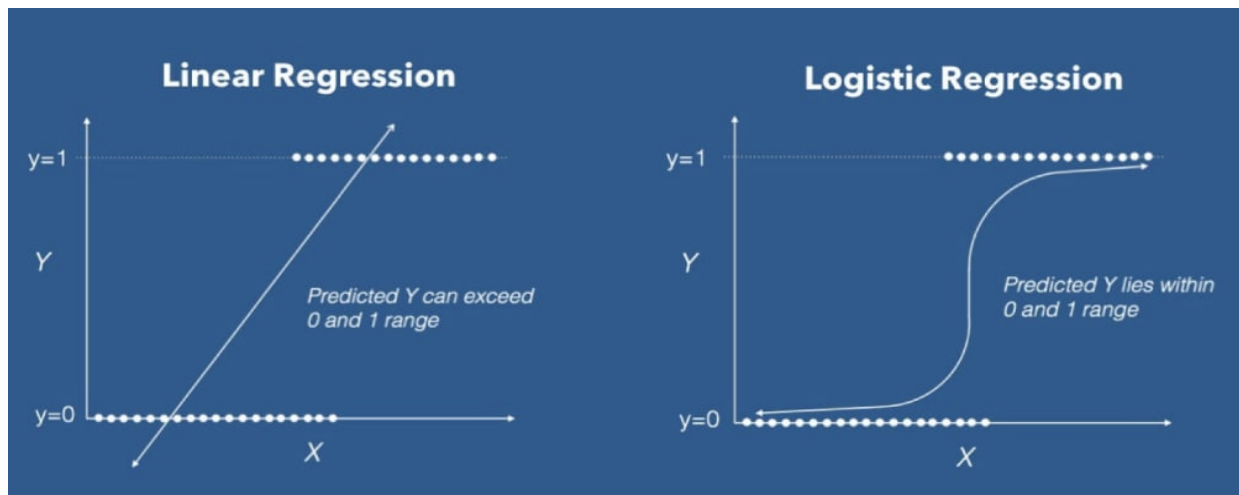 Linear Regression
y=1
Y
Predicted Y can exceed
0 and 1 range
y=0
X
Logistic Regression
y=1
Y
Predicted Y lies within
0 and 1 range
y=0
X